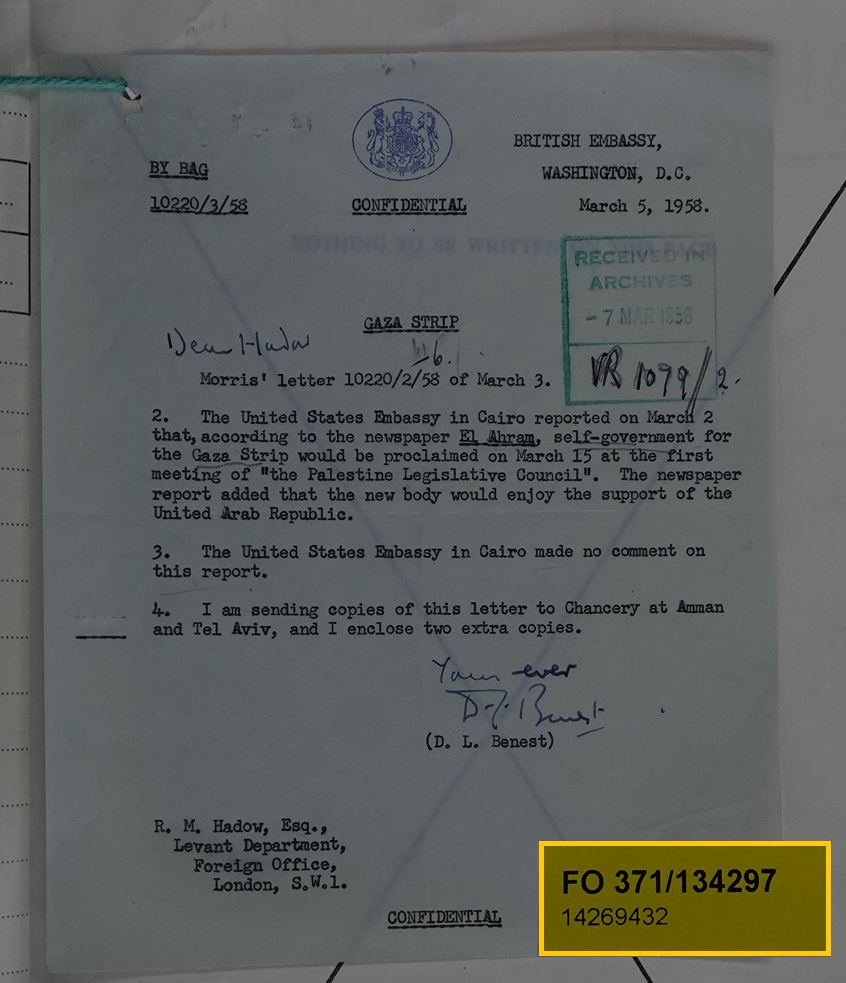 BRITISH EMBASSY,
BY BAG
WASHINGTON, D.C.
10220/3/58
CONFIDENTIAL
March 5, 1958.
NOTHING TO BE WRITTEN
RECEIVED IN
ARCHIVES
- 7 MAR 1958
VR 1079/2.
GAZA STRIP
Dear Hadow
Morris' letter 10220/2/58 of March 3.
2. The United States Embassy in Cairo reported on March 2
that, according to the newspaper El Ahram, self-government for
the Gaza Strip would be proclaimed on March 15 at the first
meeting of "the Palestine Legislative Council". The newspaper
report added that the new body would enjoy the support of the
United Arab Republic.
3. The United States Embassy in Cairo made no comment on
this report.
4. I am sending copies of this letter to Chancery at Amman
and Tel Aviv, and I enclose two extra copies.
Yours ever
D. L. Benest
(D. L. Benest)
R. M. Hadow, Esq.,
Levant Department,
Foreign Office,
London, S.W.1.
CONFIDENTIAL
FO 371/134297
14269432